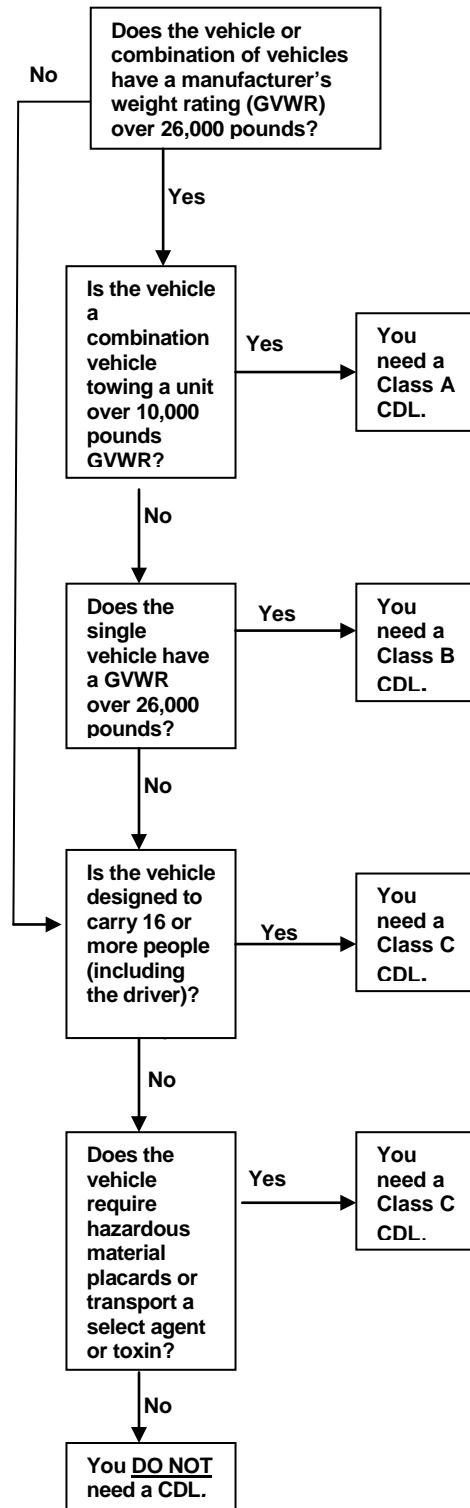 Does the vehicle or
combination of vehicles
have a manufacturer’s
weight rating (GVWR)
over 26,000 pounds?
No
Yes
Is the vehicle
a
combination
vehicle
towing a unit
over 10,000
pounds
GVWR?
Yes
You
need a
Class A
CDL.
No
Does the
single
vehicle have
a GVWR
over 26,000
pounds?
Yes
You
need a
Class B
CDL.
No
Is the vehicle
designed to
carry 16 or
more people
(including
the driver)?
Yes
You
need a
Class C
CDL.
No
Does the
vehicle
require
hazardous
material
placards or
transport a
select agent
or toxin?
Yes
You
need a
Class C
CDL.
No
You DO NOT
need a CDL.